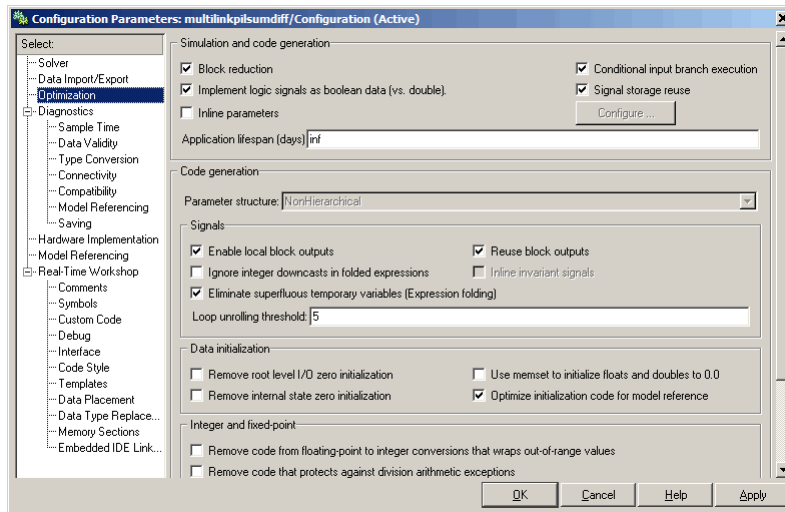 Configuration Parameters: multilinkpilsumdiff/Configuration (Active)
Select:
Solver
Data Import/Export
Optimization
Diagnostics
Sample Time
Data Validity
Type Conversion
Connectivity
Compatibility
Model Referencing
Saving
Hardware Implementation
Model Referencing
Real-Time Workshop
Comments
Symbols
Custom Code
Debug
Interface
Code Style
Templates
Data Placement
Data Type Replace...
Memory Sections
Embedded IDE Link...
Simulation and code generation
Block reduction
Conditional input branch execution
Implement logic signals as boolean data (vs. double).
Signal storage reuse
Inline parameters
Configure ...
Application lifespan (days) inf
Code generation
Parameter structure: NonHierarchical
Signals
Enable local block outputs
Reuse block outputs
Ignore integer downcasts in folded expressions
Inline invariant signals
Eliminate superfluous temporary variables (Expression folding)
Loop unrolling threshold: 5
Data initialization
Remove root level I/O zero initialization
Use memset to initialize floats and doubles to 0.0
Remove internal state zero initialization
Optimize initialization code for model reference
Integer and fixed-point
Remove code from floating-point to integer conversions that wraps out-of-range values
Remove code that protects against division arithmetic exceptions
OK
Cancel
Help
Apply